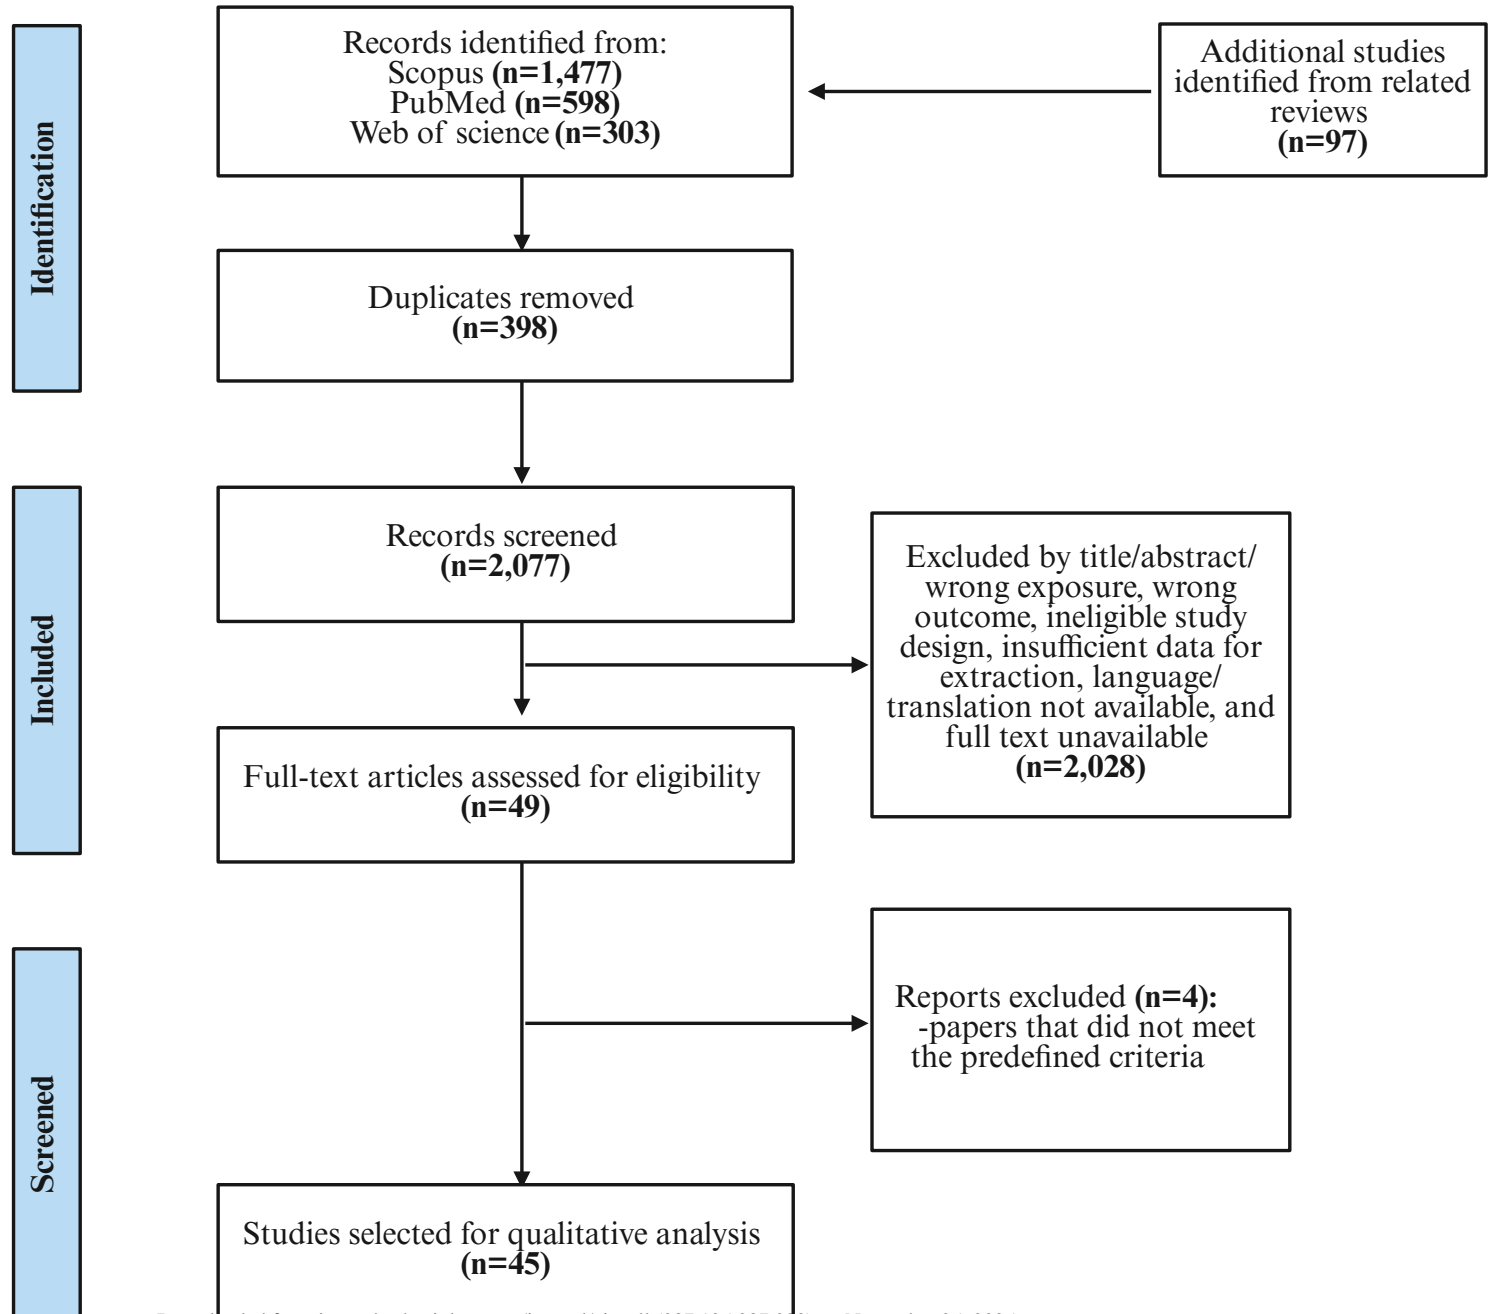 Identification
Records identified from:
Scopus (n=1,477)
PubMed (n=598)
Web of science (n=303)
Additional studies
identified from related
reviews
(n=97)
Duplicates removed
(n=398)
Included
Records screened
(n=2,077)
Excluded by title/abstract/
wrong exposure, wrong
outcome, ineligible study
design, insufficient data for
extraction, language/
translation not available, and
full text unavailable
(n=2,028)
Full-text articles assessed for eligibility
(n=49)
Screened
Reports excluded (n=4):
-papers that did not meet
the predefined criteria
Studies selected for qualitative analysis
(n=45)